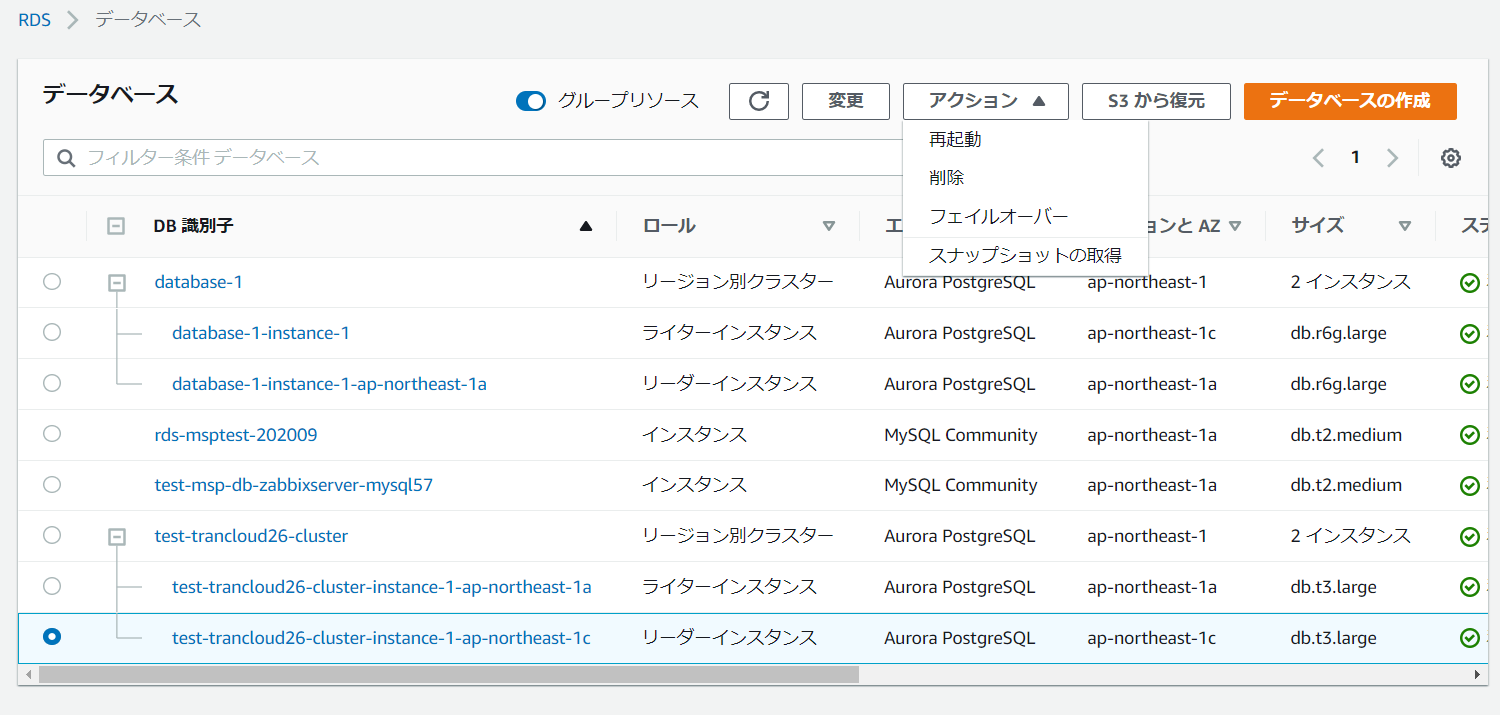 RDS > データベース
データベース
グループリソース
変更
アクション ▲
S3 から復元
データベースの作成
再起動
削除
フェイルオーバー
スナップショットの取得
フィルター条件 データベース
1
DB 識別子
ロール
エ
ョンと AZ
サイズ
ステ
database-1 リージョン別クラスター Aurora PostgreSQL ap-northeast-1 2 インスタンス
database-1-instance-1 ライターインスタンス Aurora PostgreSQL ap-northeast-1c db.r6g.large
database-1-instance-1-ap-northeast-1a リーダーインスタンス Aurora PostgreSQL ap-northeast-1a db.r6g.large
rds-msptest-202009 インスタンス MySQL Community ap-northeast-1a db.t2.medium
test-msp-db-zabbixserver-mysql57 インスタンス MySQL Community ap-northeast-1a db.t2.medium
test-trancloud26-cluster リージョン別クラスター Aurora PostgreSQL ap-northeast-1 2 インスタンス
test-trancloud26-cluster-instance-1-ap-northeast-1a ライターインスタンス Aurora PostgreSQL ap-northeast-1a db.t3.large
test-trancloud26-cluster-instance-1-ap-northeast-1c リーダーインスタンス Aurora PostgreSQL ap-northeast-1c db.t3.large